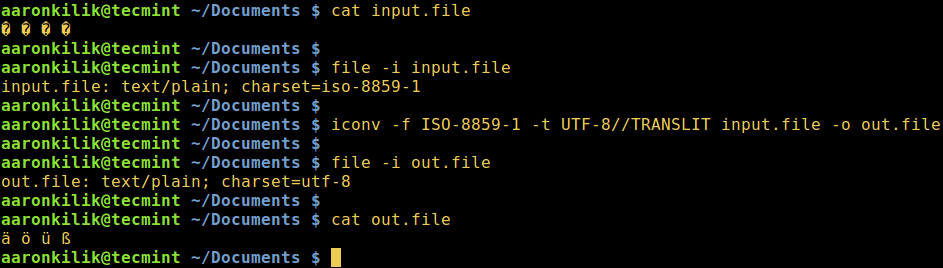 aaronkilik@tecmint ~/Documents $ cat input.file
� � � �
aaronkilik@tecmint ~/Documents $
aaronkilik@tecmint ~/Documents $ file -i input.file
input.file: text/plain; charset=iso-8859-1
aaronkilik@tecmint ~/Documents $
aaronkilik@tecmint ~/Documents $ iconv -f ISO-8859-1 -t UTF-8//TRANSLIT input.file -o out.file
aaronkilik@tecmint ~/Documents $
aaronkilik@tecmint ~/Documents $ file -i out.file
out.file: text/plain; charset=utf-8
aaronkilik@tecmint ~/Documents $
aaronkilik@tecmint ~/Documents $ cat out.file
ä ö ü ß
aaronkilik@tecmint ~/Documents $